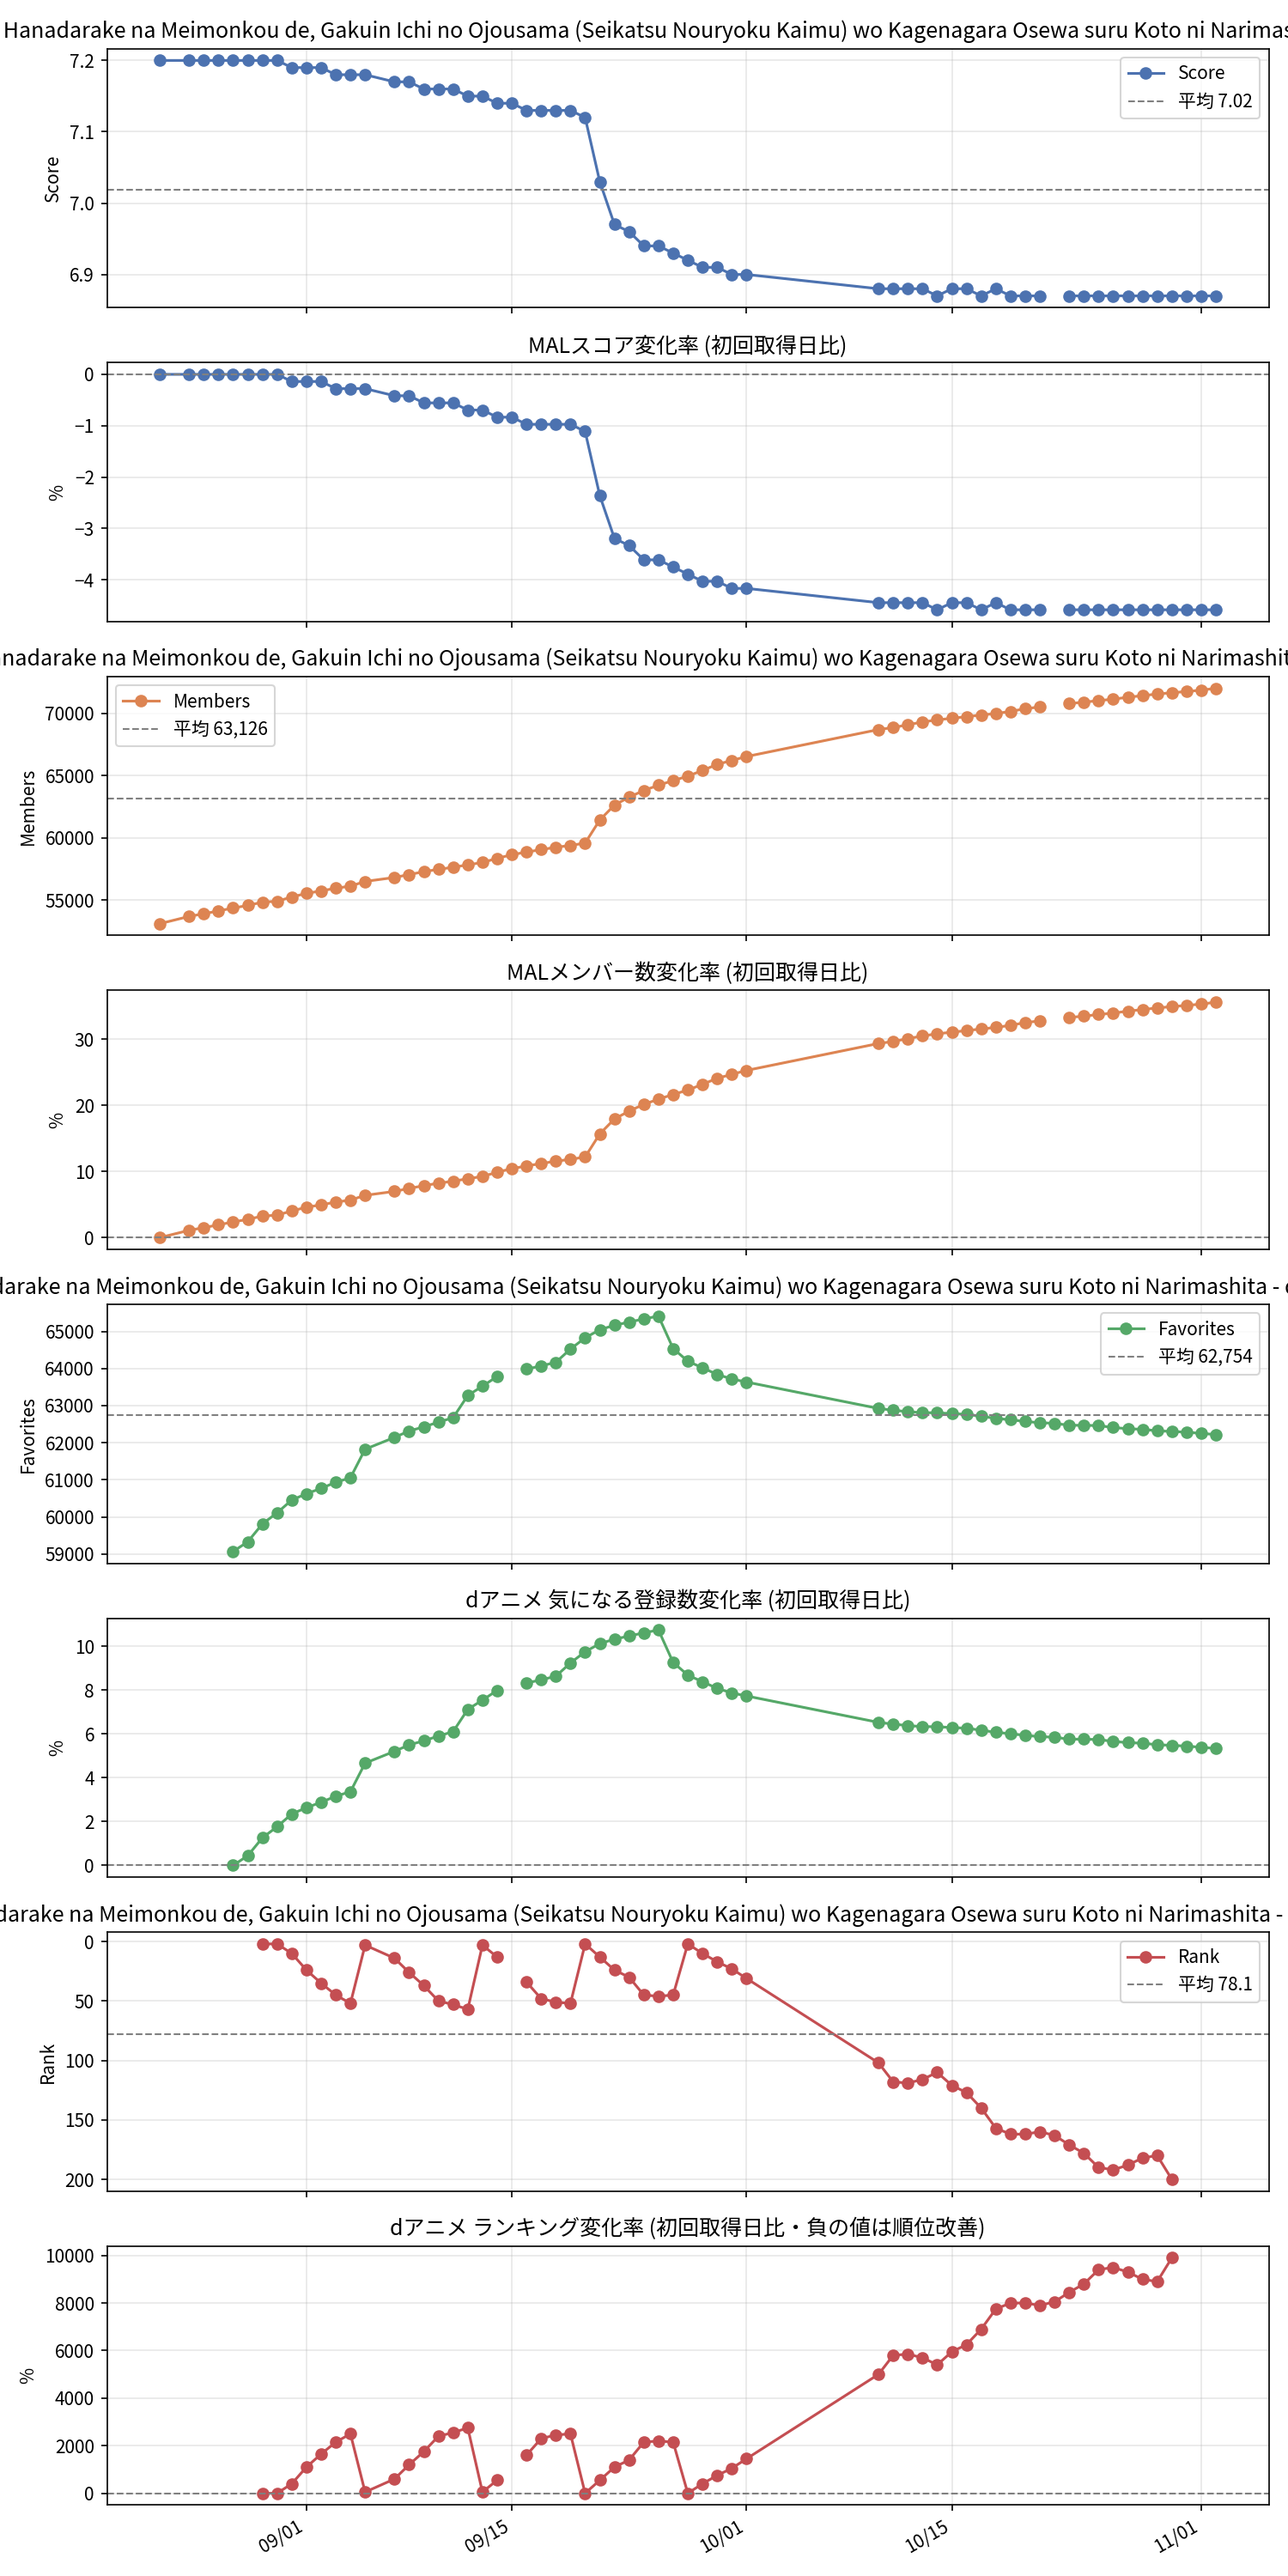 Hanadarake na Meimonkou de, Gakuin Ichi no Ojousama (Seikatsu Nouryoku Kaimu) wo Kagenagara Osewa suru Koto ni
7.2
7.1
7.0
6.9
Score
Score
平均 7.02
MALスコア変化率 (初回取得日比)
0
−1
−2
−3
−4
%
na Meimonkou de, Gakuin Ichi no Ojousama (Seikatsu Nouryoku Kaimu) wo Kagenagara Osewa suru Koto ni
70000
65000
60000
55000
Members
Members
平均 63,126
MALメンバー数変化率 (初回取得日比)
30
20
10
0
%
na Meimonkou de, Gakuin Ichi no Ojousama (Seikatsu Nouryoku Kaimu) wo Kagenagara Osewa suru Koto ni Narimashita -
65000
64000
63000
62000
61000
60000
59000
Favorites
Favorites
平均 62,754
dアニメ 気になる登録数変化率 (初回取得日比)
10
8
6
4
2
0
%
na Meimonkou de, Gakuin Ichi no Ojousama (Seikatsu Nouryoku Kaimu) wo Kagenagara Osewa suru Koto ni Narimashita -
0
50
100
150
200
Rank
Rank
平均 78.1
dアニメ ランキング変化率 (初回取得日比・負の値は順位改善)
10000
8000
6000
4000
2000
0
%
09/01
09/15
10/01
10/15
11/01